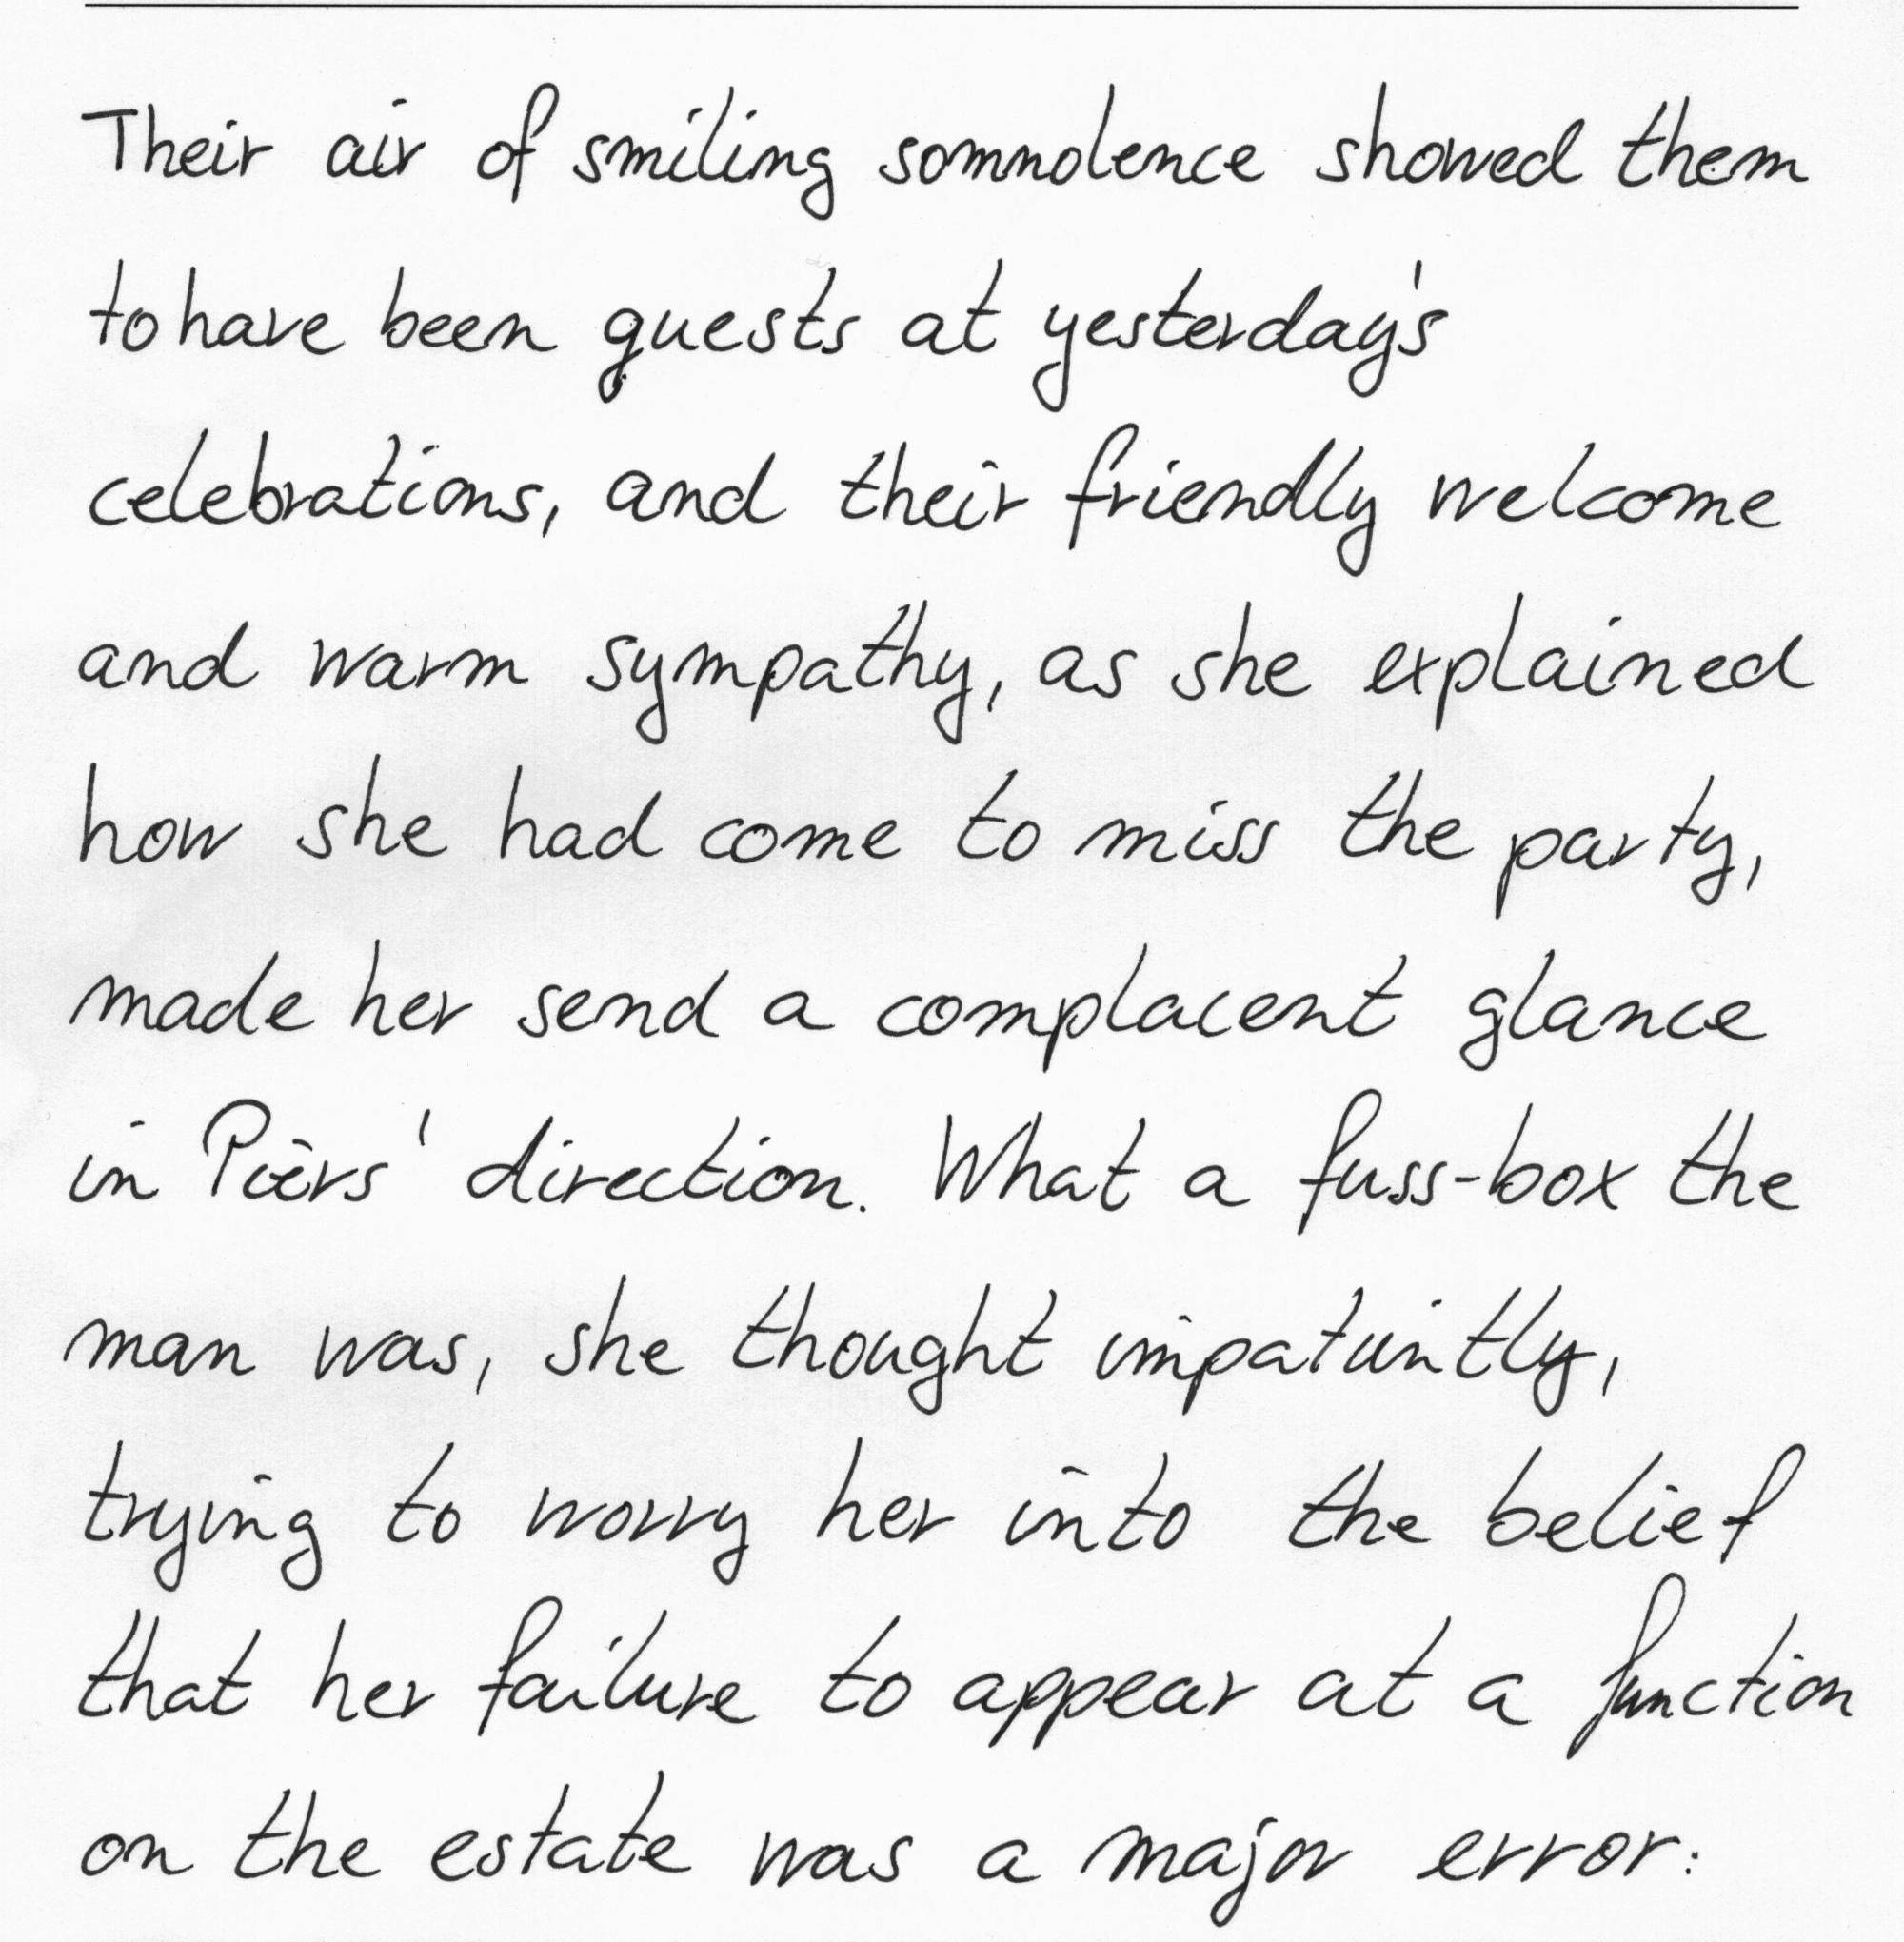 Their air of smiling somnolence showed them
to have been guests at yesterday's
celebrations, and their friendly welcome
and warm sympathy, as she explained
how she had come to miss the party,
made her send a complacent glance
in Piers' direction. What a fuss-box the
man was, she thought impatiently,
trying to worry her into the belief
that her failure to appear at a function
on the estate was a major error: